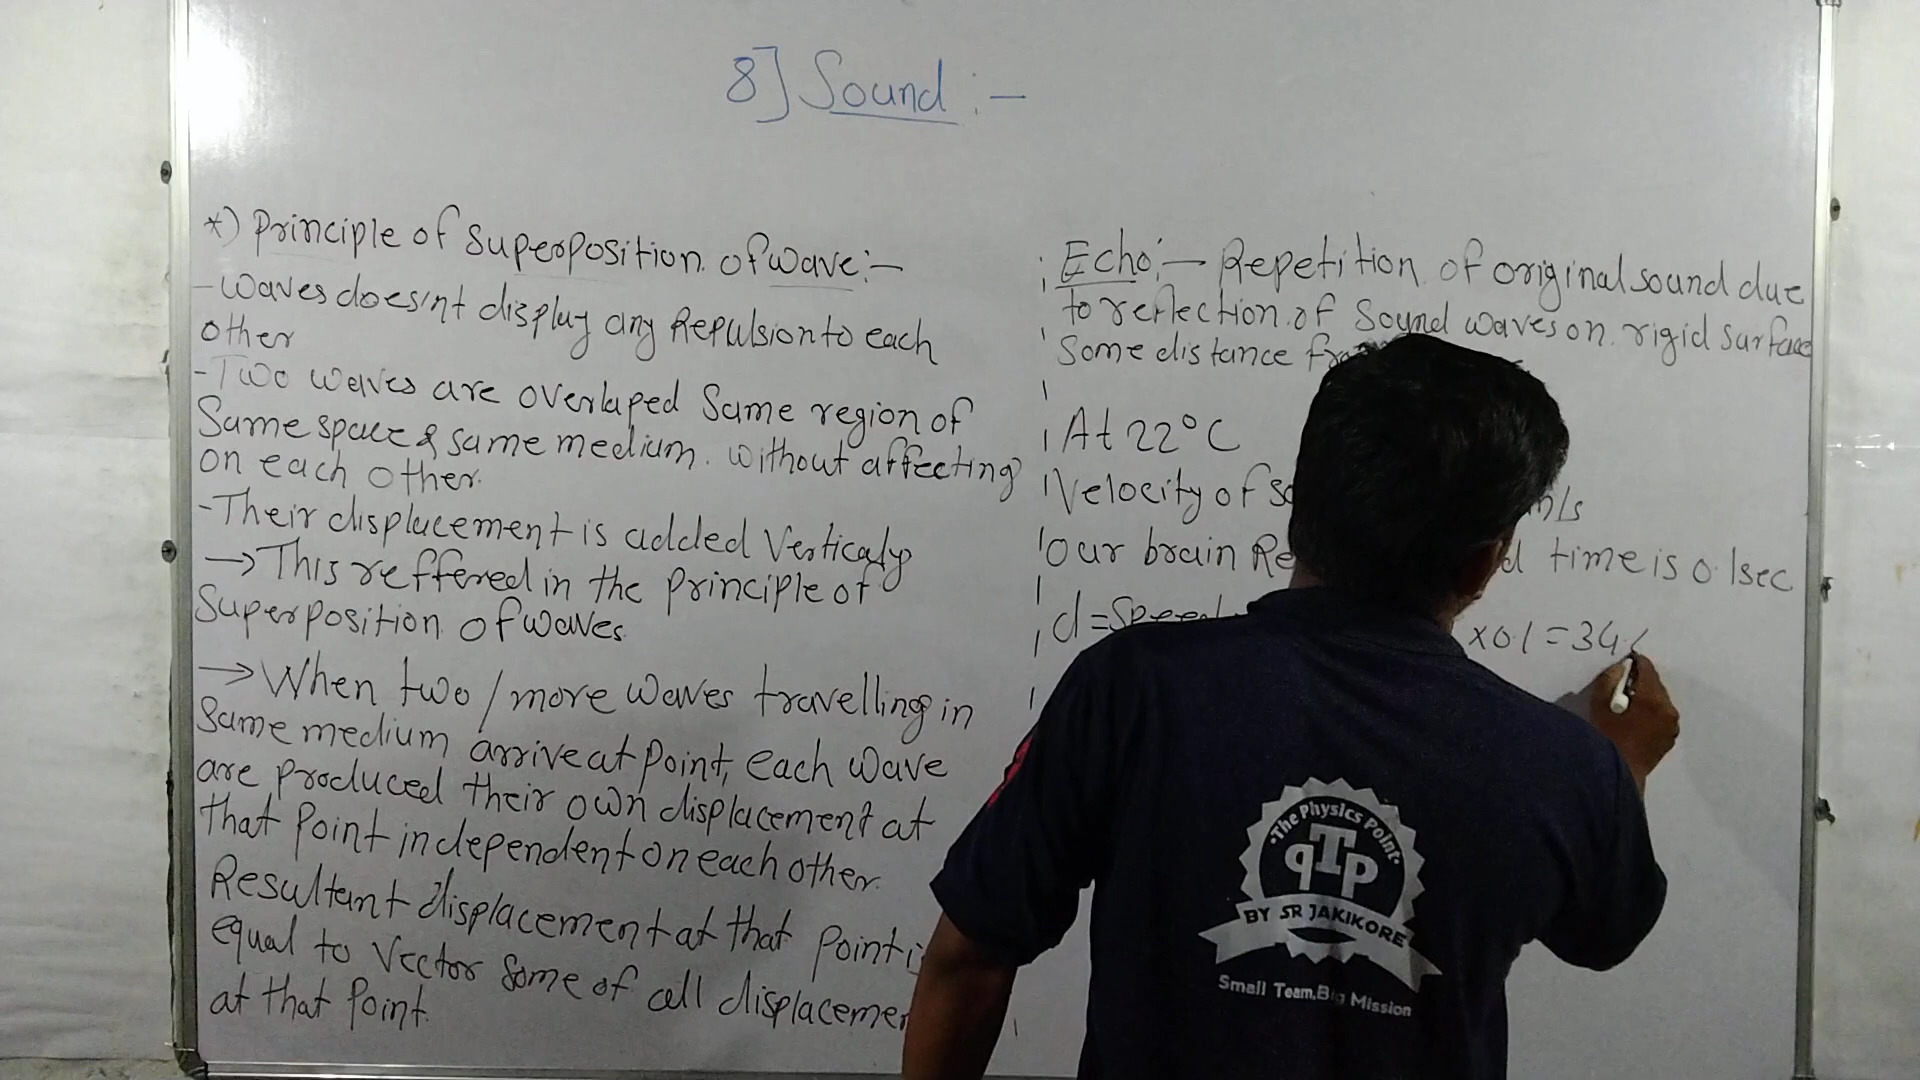 8] Sound :-
*) Principle of superposition of wave:-
- Waves does'nt display any Repulsion to each
other
- Two waves are overlaped Same region of
Same space & same medium. without affecting
on each other.
- Their displacement is added Verticaly
→ This reffered in the principle of
Superposition of waves.
→ When two / more waves travelling in
Same medium arrive at point, each wave
are produced their own displacement at
that point independent on each other.
Resultant displacement at that point
equal to Vector Some of all
at that point.
Echo:- Repetition of original sound due
to reflection of Sound waves on rigid surface
Some distance
At 22°C
Velocity of m/s
our brain time is 0.1sec
d = Speed x0.1 = 34
The Physics Point
qTp
BY SR JAKIKORE
Small Team, Big Mission